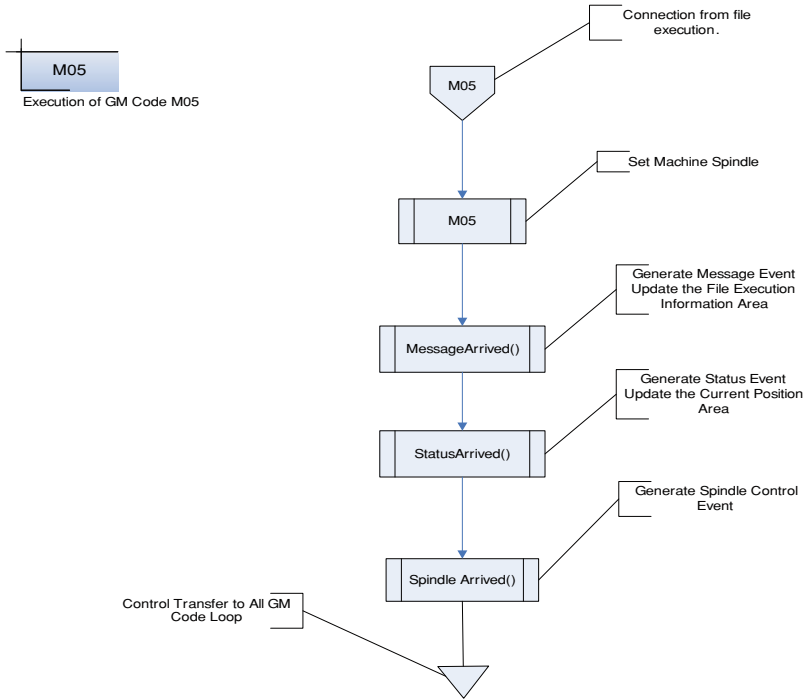 M05
Execution of GM Code M05
Connection from file
execution.
M05
Set Machine Spindle
M05
Generate Message Event
Update the File Execution
Information Area
MessageArrived()
Generate Status Event
Update the Current Position
Area
StatusArrived()
Generate Spindle Control
Event
Spindle Arrived()
Control Transfer to All GM
Code Loop